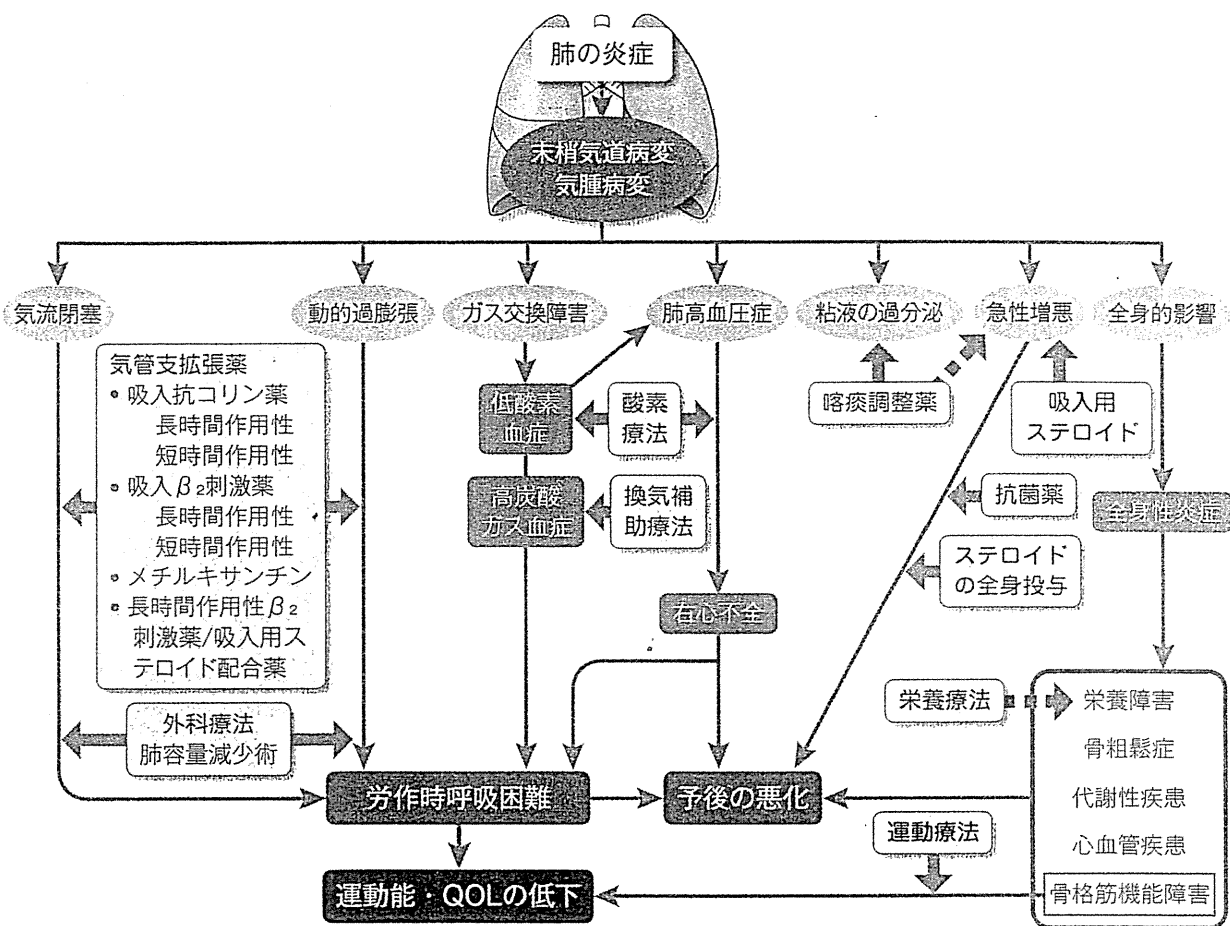 肺の炎症
末梢気道病変
気腫病変
気流閉塞
動的過膨張
ガス交換障害
肺高血圧症
粘液の過分泌
急性増悪
全身的影響
気管支拡張薬
• 吸入抗コリン薬
長時間作用性
短時間作用性
• 吸入β₂刺激薬
長時間作用性
短時間作用性
• メチルキサンチン
• 長時間作用性β₂
刺激薬/吸入用ス
テロイド配合薬
低酸素
血症
酸素
療法
喀痰調整薬
吸入用
ステロイド
高炭酸
ガス血症
換気補
助療法
抗菌薬
全身性炎症
ステロイド
の全身投与
右心不全
外科療法
肺容量減少術
栄養療法
栄養障害
骨粗鬆症
代謝性疾患
心血管疾患
骨格筋機能障害
労作時呼吸困難
予後の悪化
運動療法
運動能・QOLの低下